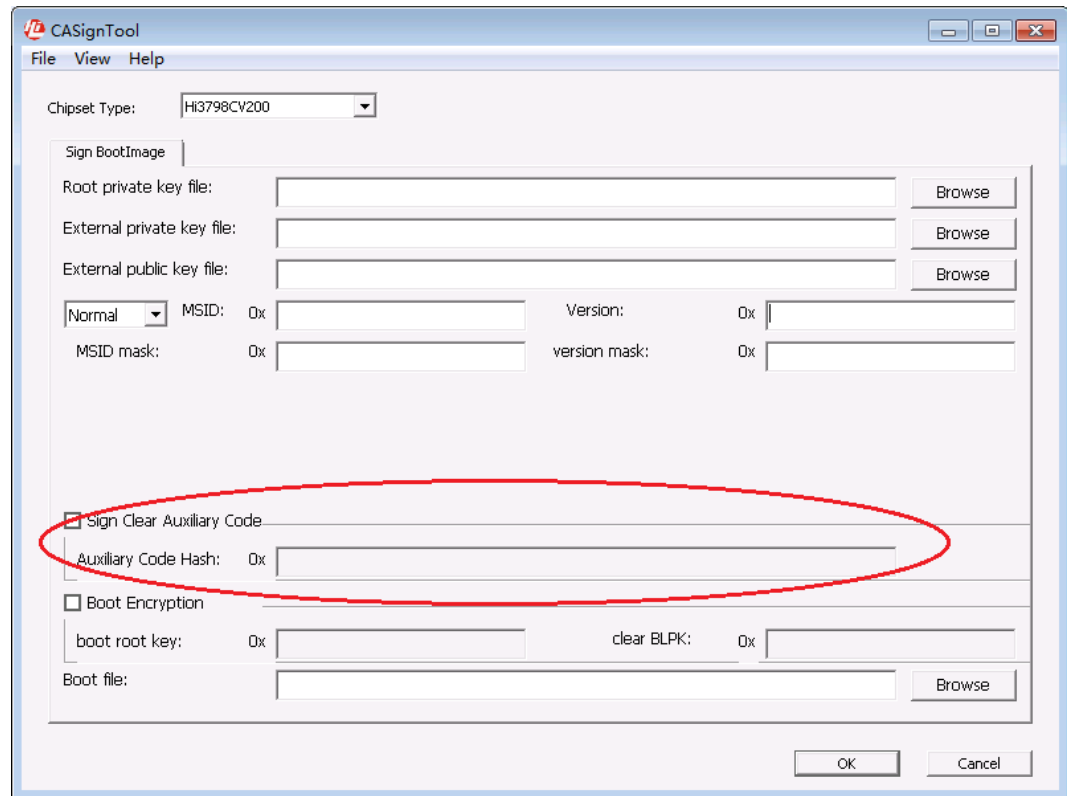 CASignTool
File View Help
Chipset Type: Hi3798CV200
Sign BootImage
Root private key file: Browse
External private key file: Browse
External public key file: Browse
Normal MSID: 0x Version: 0x
MSID mask: 0x version mask: 0x
Sign Clear Auxiliary Code
Auxiliary Code Hash: 0x
Boot Encryption
boot root key: 0x clear BLPK: 0x
Boot file: Browse
OK Cancel